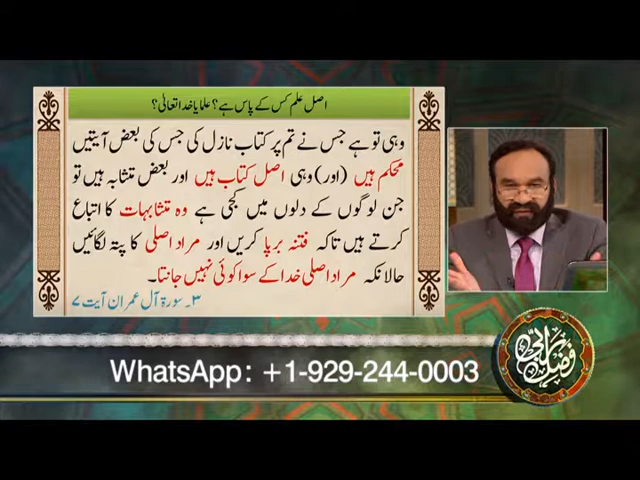 اصل علم کس کے پاس ہے؟ علما یا خدا تعالیٰ؟
وہی تو ہے جس نے تم پر کتاب نازل کی جس کی بعض آیتیں
محکم ہیں (اور) وہی اصل کتاب ہیں اور بعض متشابہ ہیں تو
جن لوگوں کے دلوں میں کجی ہے وہ متشابہات کا اتباع
کرتے ہیں تاکہ فتنہ برپا کریں اور مراد اصلی کا پتہ لگائیں
حالانکہ مراد اصلی خدا کے سوا کوئی نہیں جانتا۔
۳۔ سورۃ آل عمران آیت ۷
فضل ربی
WhatsApp: +1-929-244-0003